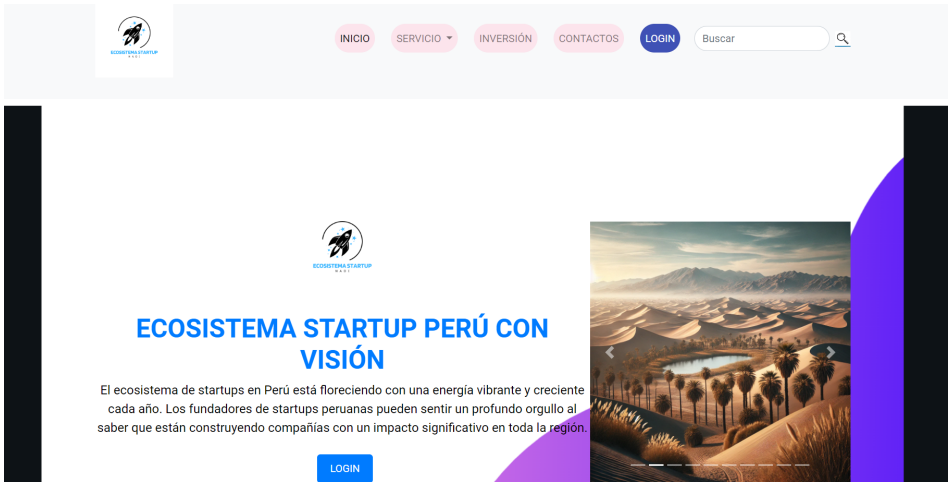 ECOSISTEMA STARTUP
WADI
INICIO
SERVICIO
INVERSIÓN
CONTACTOS
LOGIN
Buscar
ECOSISTEMA STARTUP
WADI
ECOSISTEMA STARTUP PERÚ CON
VISIÓN
El ecosistema de startups en Perú está floreciendo con una energía vibrante y creciente
cada año. Los fundadores de startups peruanas pueden sentir un profundo orgullo al
saber que están construyendo compañías con un impacto significativo en toda la región.
LOGIN